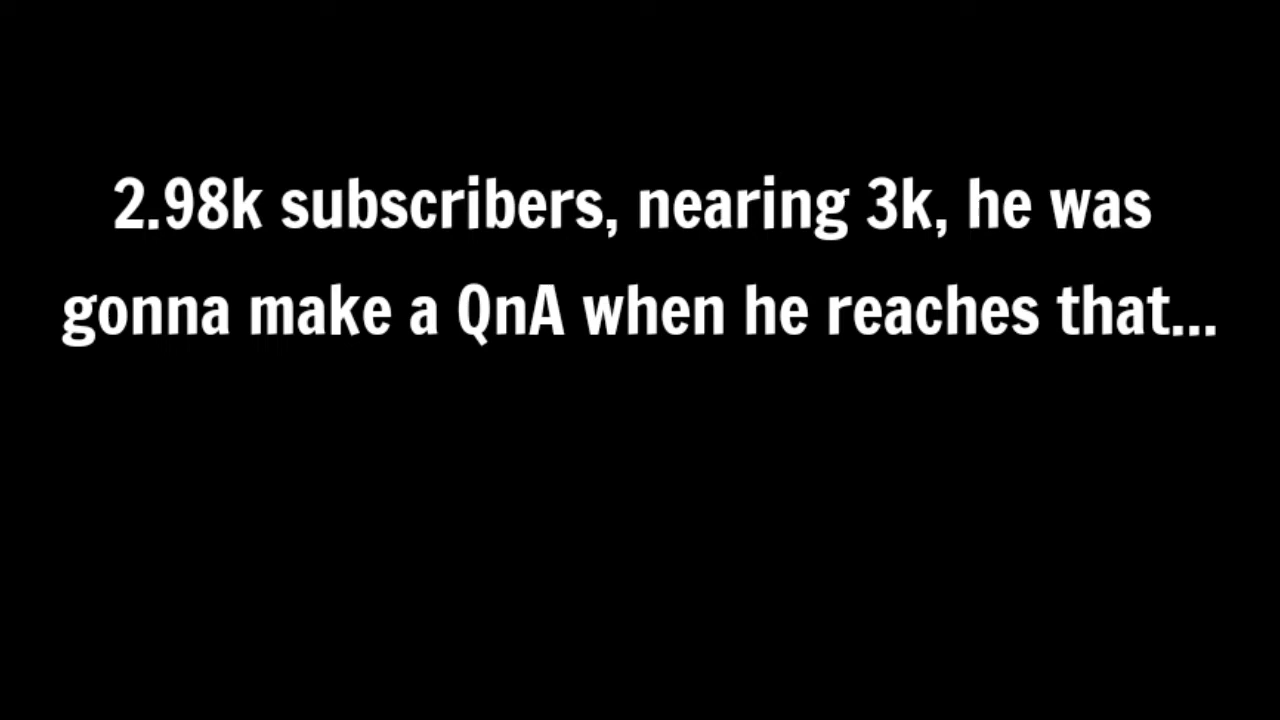 2.98k subscribers, nearing 3k, he was
gonna make a QnA when he reaches that...